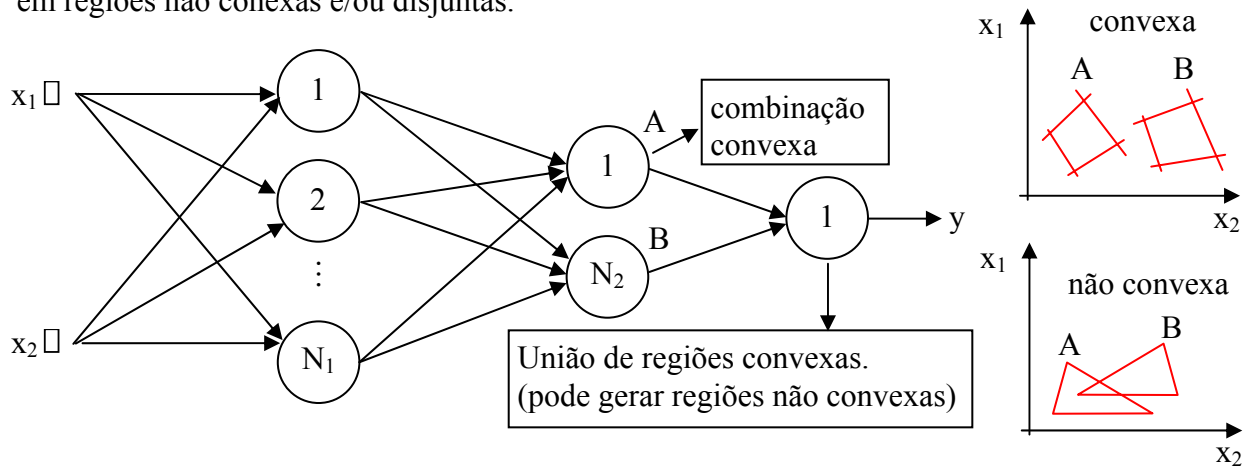 em regiões não conexas e/ou disjuntas.
x₁
x₂
1
2
⋮
N₁
1
N₂
A
B
combinação
convexa
1
y
União de regiões convexas.
(pode gerar regiões não convexas)
x₁
convexa
A B
x₂
x₁
não convexa
A B
x₂